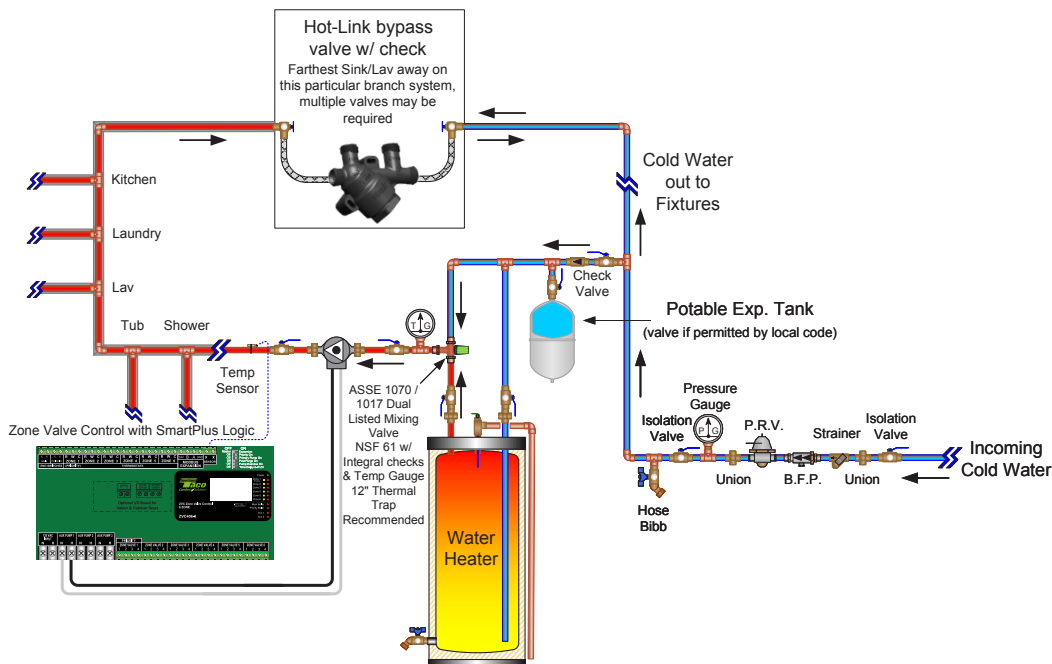 Hot-Link bypass
valve w/ check
Farthest Sink/Lav away on
this particular branch system,
multiple valves may be
required
Kitchen
Laundry
Lav
Tub
Shower
Temp
Sensor
T G
Cold Water
out to
Fixtures
Check
Valve
Potable Exp. Tank
(valve if permitted by local code)
ASSE 1070 /
1017 Dual
Listed Mixing
Valve
NSF 61 w/
Integral checks
& Temp Gauge
12" Thermal
Trap
Recommended
Pressure
Gauge
P G
Isolation
Valve
P.R.V.
Strainer
Isolation
Valve
Union
B.F.P.
Union
Hose
Bibb
Incoming
Cold Water
Water
Heater
Zone Valve Control with SmartPlus Logic
TACO